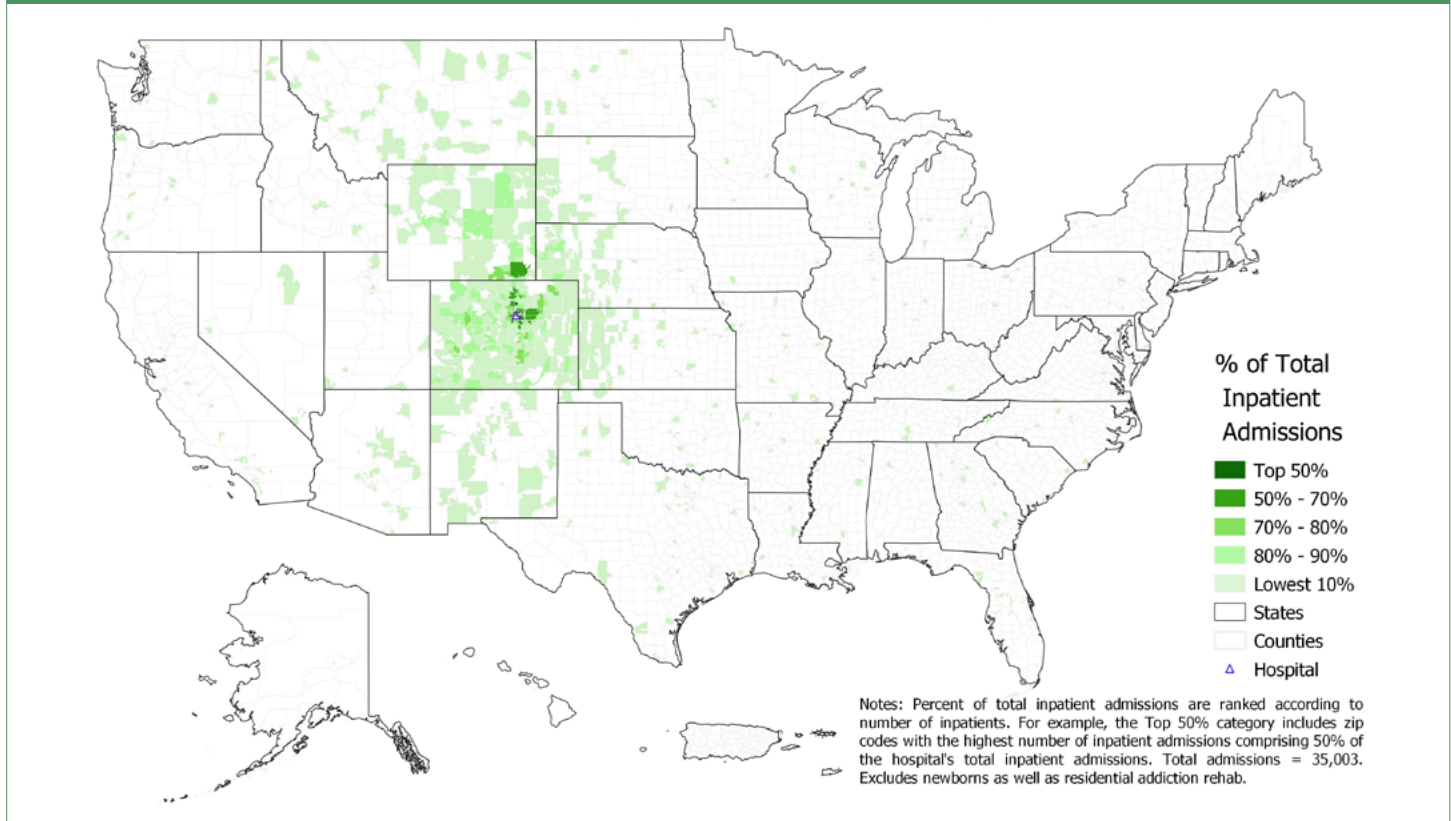 % of Total
Inpatient
Admissions
Top 50%
50% - 70%
70% - 80%
80% - 90%
Lowest 10%
States
Counties
Hospital
Notes: Percent of total inpatient admissions are ranked according to
number of inpatients. For example, the Top 50% category includes zip
codes with the highest number of inpatient admissions comprising 50% of
the hospital's total inpatient admissions. Total admissions = 35,003.
Excludes newborns as well as residential addiction rehab.